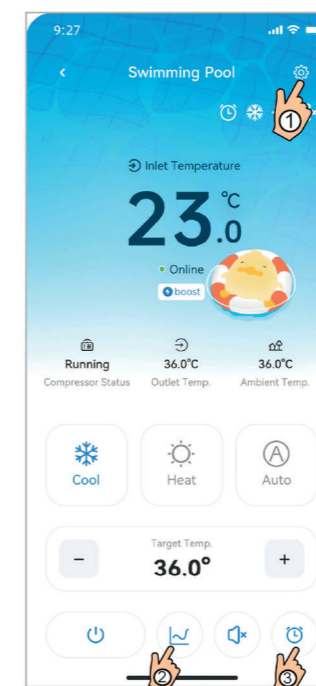 9:27
Swimming Pool
①
Inlet Temperature
23.0 °C
Online
boost
Running 36.0°C 36.0°C
Compressor Status Outlet Temp. Ambient Temp.
A
Cool Heat Auto
Target Temp.
− 36.0° +
② ③